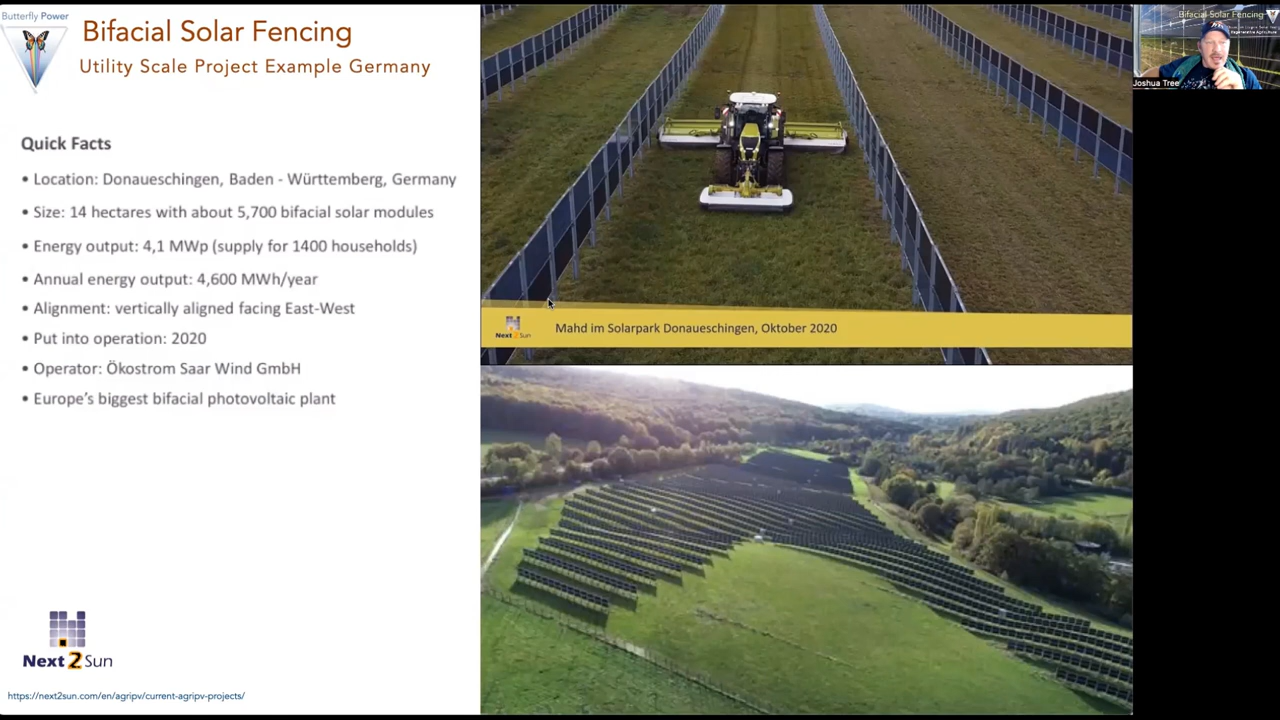 Butterfly Power
Bifacial Solar Fencing
Utility Scale Project Example Germany
Quick Facts
• Location: Donaueschingen, Baden - Württemberg, Germany
• Size: 14 hectares with about 5,700 bifacial solar modules
• Energy output: 4,1 MWp (supply for 1400 households)
• Annual energy output: 4,600 MWh/year
• Alignment: vertically aligned facing East-West
• Put into operation: 2020
• Operator: Ökostrom Saar Wind GmbH
• Europe's biggest bifacial photovoltaic plant
Next2Sun
https://next2sun.com/en/agripv/current-agripv-projects/
Next2Sun
Mahd im Solarpark Donaueschingen, Oktober 2020
Bifacial Solar Fencing
Regenerative Agriculture
Joshua Tree